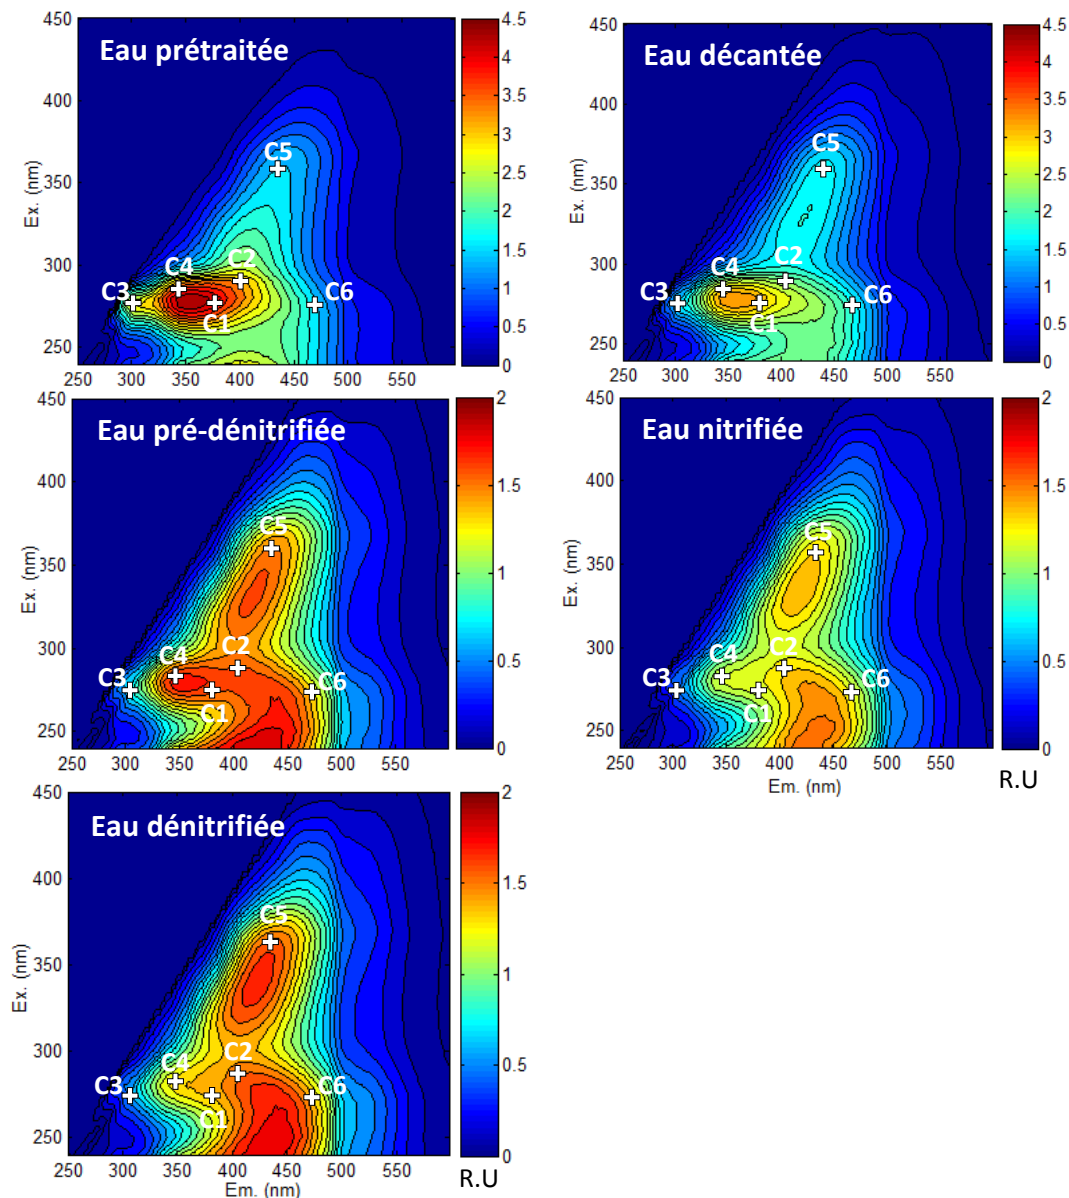 Eau prétraitée
Ex. (nm)
450
400
350
300
250
250 300 350 400 450 500 550
C5
C4
C2
C3
C1
C6
4.5
4
3.5
3
2.5
2
1.5
1
0.5
0
Eau décantée
Ex. (nm)
450
400
350
300
250
250 300 350 400 450 500 550
C5
C4
C2
C3
C1
C6
4.5
4
3.5
3
2.5
2
1.5
1
0.5
0
Eau pré-dénitrifiée
Ex. (nm)
450
400
350
300
250
250 300 350 400 450 500 550
C5
C4
C2
C3
C1
C6
2
1.5
1
0.5
0
Eau nitrifiée
Ex. (nm)
450
400
350
300
250
250 300 350 400 450 500 550
Em. (nm)
C5
C4
C2
C3
C1
C6
2
1.5
1
0.5
0
R.U
Eau dénitrifiée
Ex. (nm)
450
400
350
300
250
250 300 350 400 450 500 550
Em. (nm)
C5
C4
C2
C3
C1
C6
2
1.5
1
0.5
0
R.U